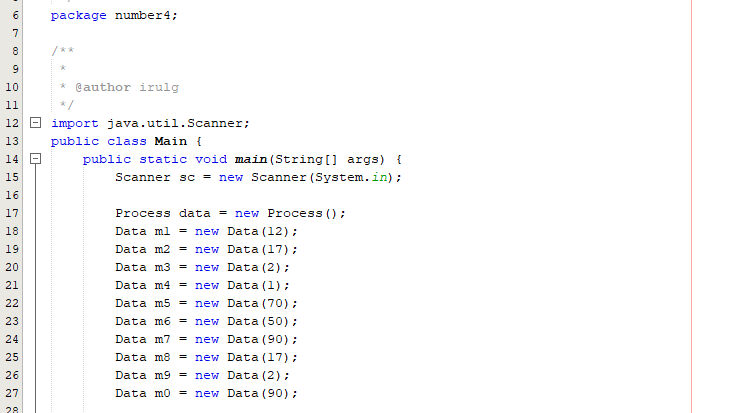 6 package number4;
7
8 /**
9 *
10 * @author irulg
11 */
12 import java.util.Scanner;
13 public class Main {
14 public static void main(String[] args) {
15 Scanner sc = new Scanner(System.in);
16
17 Process data = new Process();
18 Data m1 = new Data(12);
19 Data m2 = new Data(17);
20 Data m3 = new Data(2);
21 Data m4 = new Data(1);
22 Data m5 = new Data(70);
23 Data m6 = new Data(50);
24 Data m7 = new Data(90);
25 Data m8 = new Data(17);
26 Data m9 = new Data(2);
27 Data m0 = new Data(90);
28